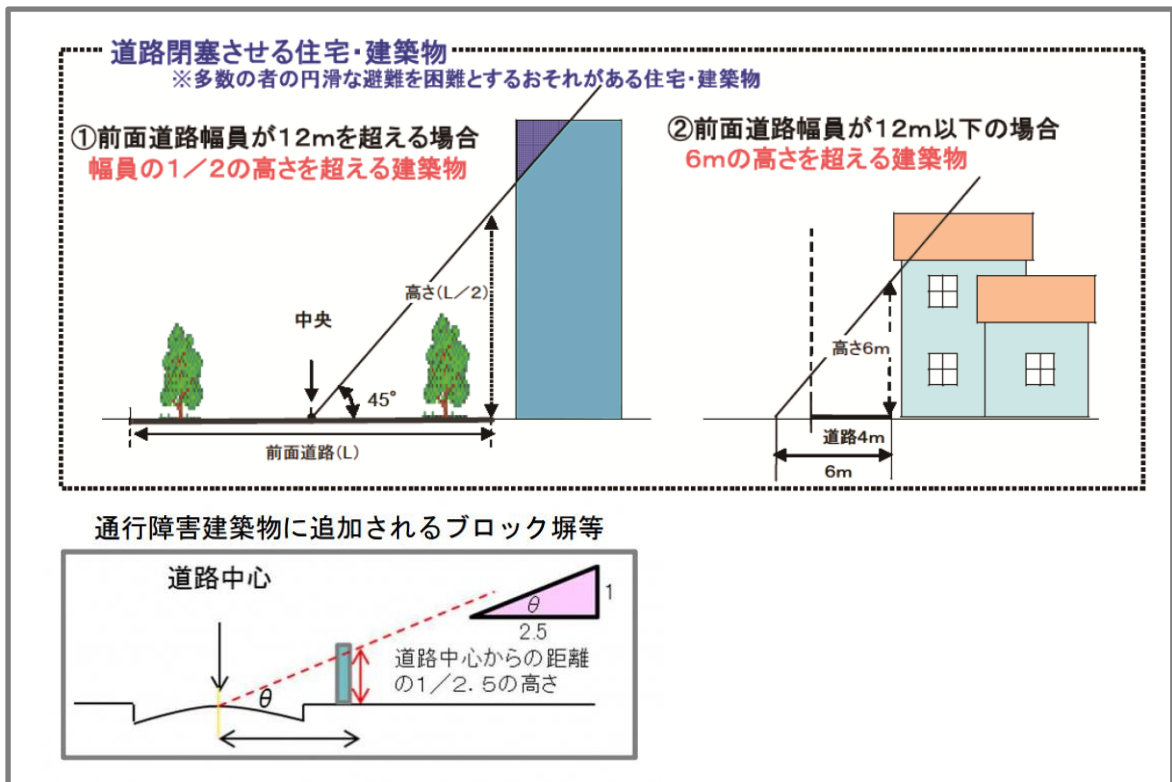 道路閉塞させる住宅・建築物
※多数の者の円滑な避難を困難とするおそれがある住宅・建築物
①前面道路幅員が12mを超える場合
幅員の1/2の高さを超える建築物
高さ(L/2)
中央
45°
前面道路(L)
②前面道路幅員が12m以下の場合
6mの高さを超える建築物
高さ6m
道路4m
6m
通行障害建築物に追加されるブロック塀等
道路中心
θ
θ
1
2.5
道路中心からの距離
の1/2.5の高さ